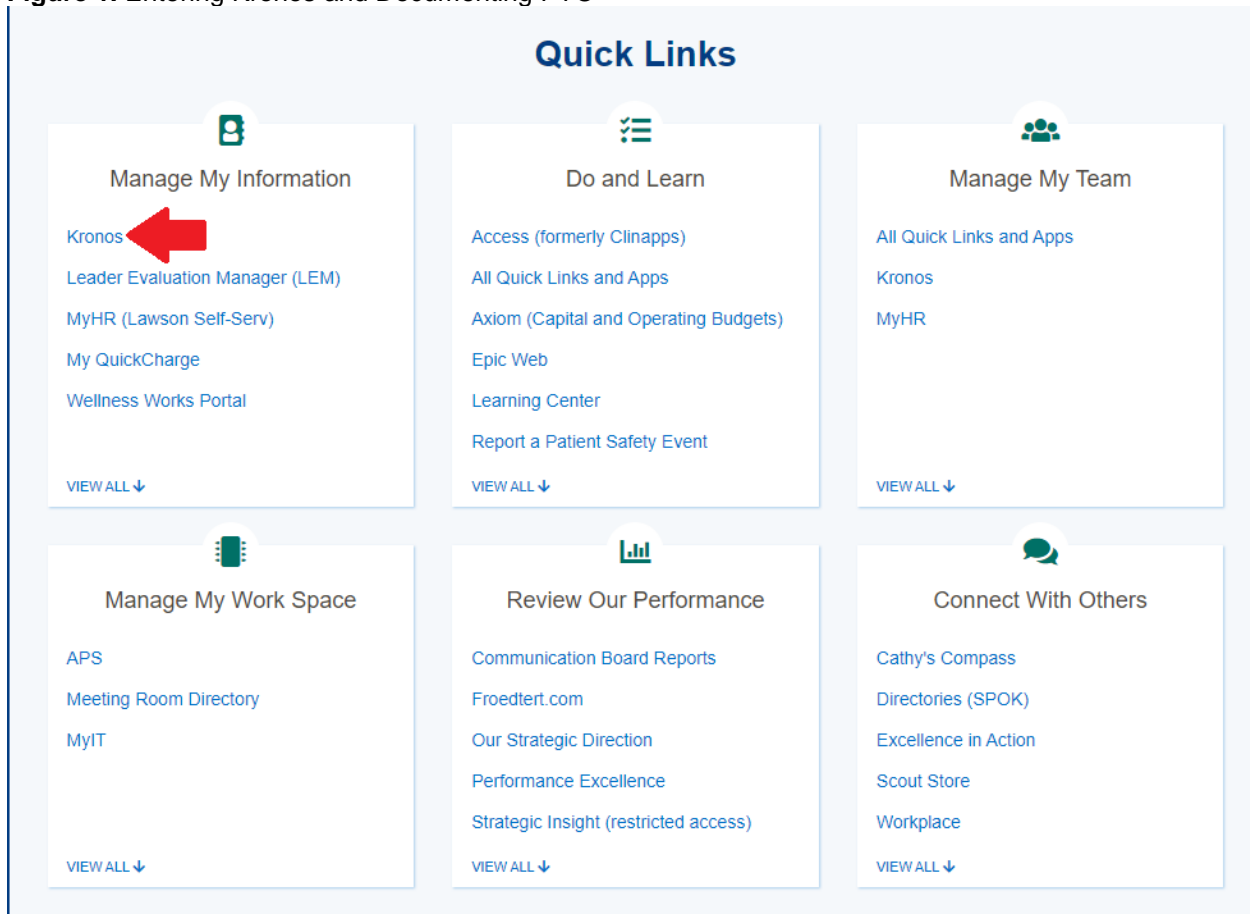 Quick Links
Manage My Information
Kronos
Leader Evaluation Manager (LEM)
MyHR (Lawson Self-Serv)
My QuickCharge
Wellness Works Portal
VIEW ALL
Do and Learn
Access (formerly Clinapps)
All Quick Links and Apps
Axiom (Capital and Operating Budgets)
Epic Web
Learning Center
Report a Patient Safety Event
VIEW ALL
Manage My Team
All Quick Links and Apps
Kronos
MyHR
VIEW ALL
Manage My Work Space
APS
Meeting Room Directory
MyIT
VIEW ALL
Review Our Performance
Communication Board Reports
Froedtert.com
Our Strategic Direction
Performance Excellence
Strategic Insight (restricted access)
VIEW ALL
Connect With Others
Cathy's Compass
Directories (SPOK)
Excellence in Action
Scout Store
Workplace
VIEW ALL